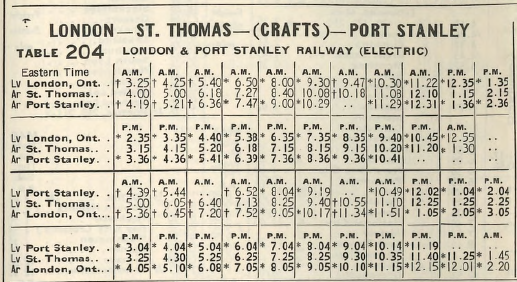 LONDON—ST. THOMAS—(CRAFTS)—PORT STANLEY
TABLE 204 LONDON & PORT STANLEY RAILWAY (ELECTRIC)
Eastern Time A.M. A.M. A.M. A.M. A.M. A.M. A.M. A.M. A.M. P.M. P.M.
Lv London, Ont. . † 3.25 † 4.25 † 5.40 * 6.50 * 8.00 * 9.30 † 9.47 *10.30 *11.22 *12.35 * 1.35
Ar St. Thomas. . . 4.00 5.00 6.18 7.27 8.40 10.08 †10.18 11.08 12.10 1.15 2.15
Ar Port Stanley. . † 4.19 † 5.21 † 6.36 * 7.47 * 9.00 *10.29 .. *11.29 *12.31 * 1.36 * 2.36
P.M. P.M. P.M. P.M. P.M. P.M. P.M. P.M. P.M. A.M.
Lv London, Ont. . * 2.35 * 3.35 * 4.40 * 5.38 * 6.35 * 7.35 * 8.35 * 9.40 *10.45 *12.55 ..
Ar St. Thomas. . . 3.15 4.15 5.20 6.18 7.15 8.15 9.15 10.20 *11.20 * 1.30 ..
Ar Port Stanley. . * 3.36 * 4.36 * 5.41 * 6.39 * 7.36 * 8.36 * 9.36 *10.41 .. .. ..
A.M. A.M. A.M. A.M. A.M. A.M. A.M. A.M. P.M. P.M. P.M.
Lv Port Stanley. . † 4.39 † 5.44 .. † 6.52 * 8.04 * 9.19 .. *10.49 *12.02 * 1.04 * 2.04
Lv St. Thomas. . . 5.00 6.05 † 6.40 7.13 8.25 9.40 †10.55 11.10 12.25 1.25 2.25
Ar London, Ont. . . † 5.36 † 6.45 † 7.20 † 7.52 * 9.05 *10.17 †11.34 *11.51 * 1.05 * 2.05 * 3.05
P.M. P.M. P.M. P.M. P.M. P.M. P.M. P.M. P.M. P.M. A.M.
Lv Port Stanley. . * 3.04 * 4.04 * 5.04 * 6.04 * 7.04 * 8.04 * 9.04 *10.14 *11.19 .. ..
Lv St. Thomas. . . 3.25 4.30 5.25 6.25 7.25 8.25 9.30 10.35 11.40 *11.25 * 1.45
Ar London, Ont. . . * 4.05 * 5.10 * 6.08 * 7.05 * 8.05 * 9.05 *10.10 *11.15 *12.15 *12.01 * 2.20